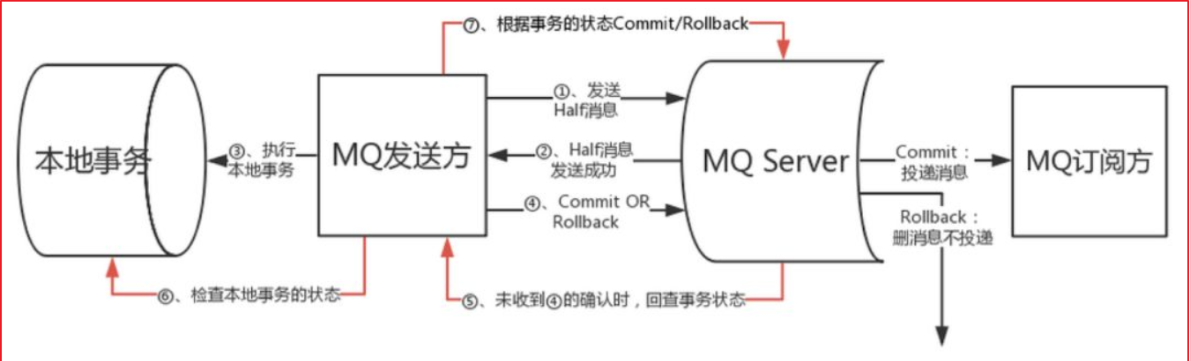 ⑦、根据事务的状态Commit/Rollback
①、发送
Half消息
本地事务
③、执行
本地事务
MQ发送方
②、Half消息
发送成功
MQ Server
Commit：
投递消息
MQ订阅方
④、Commit OR
Rollback
Rollback：
删消息不投递
⑥、检查本地事务的状态
⑤、未收到④的确认时，回查事务状态